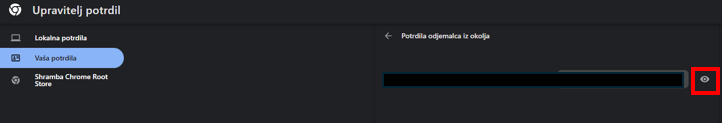 Upravitelj potrdil
Lokalna potrdila
Potrdila odjemalca iz okolja
Vaša potrdila
Shramba Chrome Root
Store